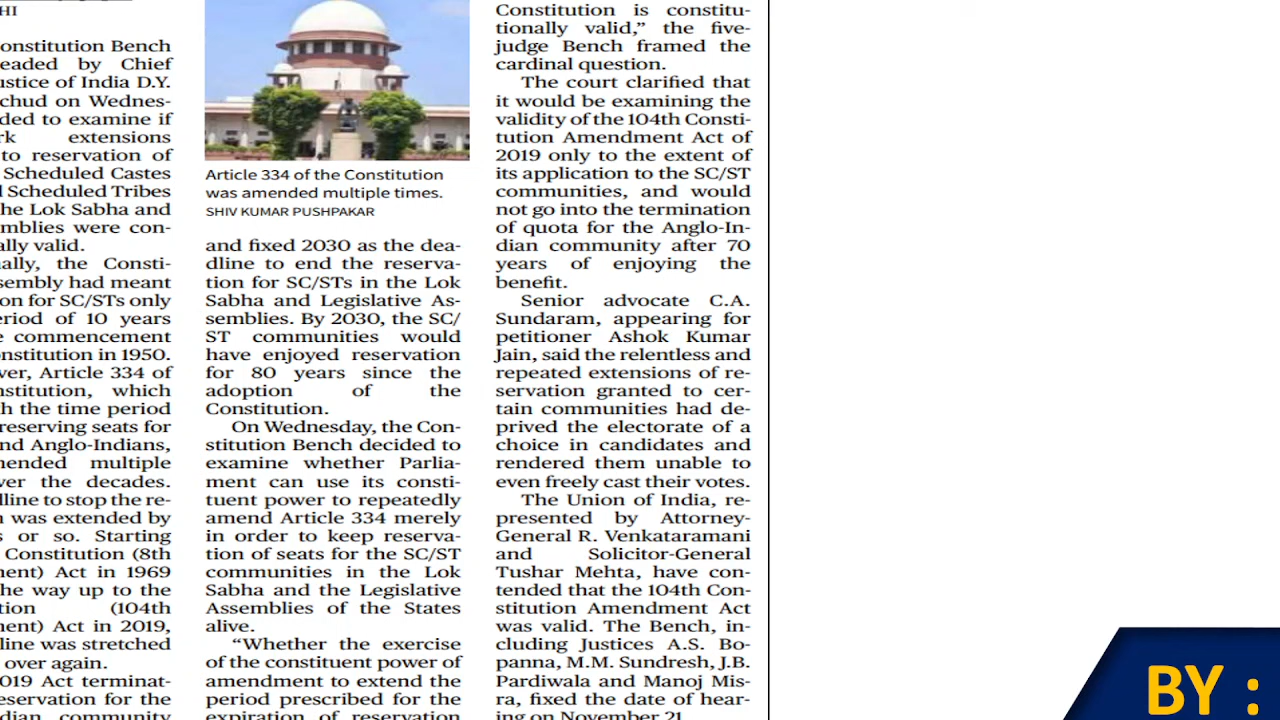 HI
onstitution Bench
eaded by Chief
ustice of India D.Y.
chud on Wednes-
ded to examine if
rk extensions
to reservation of
Scheduled Castes
d Scheduled Tribes
he Lok Sabha and
mblies were con-
ally valid.
ally, the Consti-
sembly had meant
on for SC/STs only
eriod of 10 years
e commencement
nstitution in 1950.
ver, Article 334 of
nstitution, which
h the time period
reserving seats for
nd Anglo-Indians,
nended multiple
ver the decades.
lline to stop the re-
n was extended by
s or so. Starting
Constitution (8th
nent) Act in 1969
he way up to the
tion (104th
nent) Act in 2019,
line was stretched
over again.
019 Act terminat-
eservation for the
dian community
Article 334 of the Constitution
was amended multiple times.
SHIV KUMAR PUSHPAKAR
and fixed 2030 as the dea-
dline to end the reserva-
tion for SC/STs in the Lok
Sabha and Legislative As-
semblies. By 2030, the SC/
ST communities would
have enjoyed reservation
for 80 years since the
adoption of the
Constitution.
On Wednesday, the Con-
stitution Bench decided to
examine whether Parlia-
ment can use its consti-
tuent power to repeatedly
amend Article 334 merely
in order to keep reserva-
tion of seats for the SC/ST
communities in the Lok
Sabha and the Legislative
Assemblies of the States
alive.
“Whether the exercise
of the constituent power of
amendment to extend the
period prescribed for the
expiration of reservation
Constitution is constitu-
tionally valid,” the five-
judge Bench framed the
cardinal question.
The court clarified that
it would be examining the
validity of the 104th Consti-
tution Amendment Act of
2019 only to the extent of
its application to the SC/ST
communities, and would
not go into the termination
of quota for the Anglo-In-
dian community after 70
years of enjoying the
benefit.
Senior advocate C.A.
Sundaram, appearing for
petitioner Ashok Kumar
Jain, said the relentless and
repeated extensions of re-
servation granted to cer-
tain communities had de-
prived the electorate of a
choice in candidates and
rendered them unable to
even freely cast their votes.
The Union of India, re-
presented by Attorney-
General R. Venkataramani
and Solicitor-General
Tushar Mehta, have con-
tended that the 104th Con-
stitution Amendment Act
was valid. The Bench, in-
cluding Justices A.S. Bo-
panna, M.M. Sundresh, J.B.
Pardiwala and Manoj Mis-
ra, fixed the date of hear-
ing on November 21.
BY :